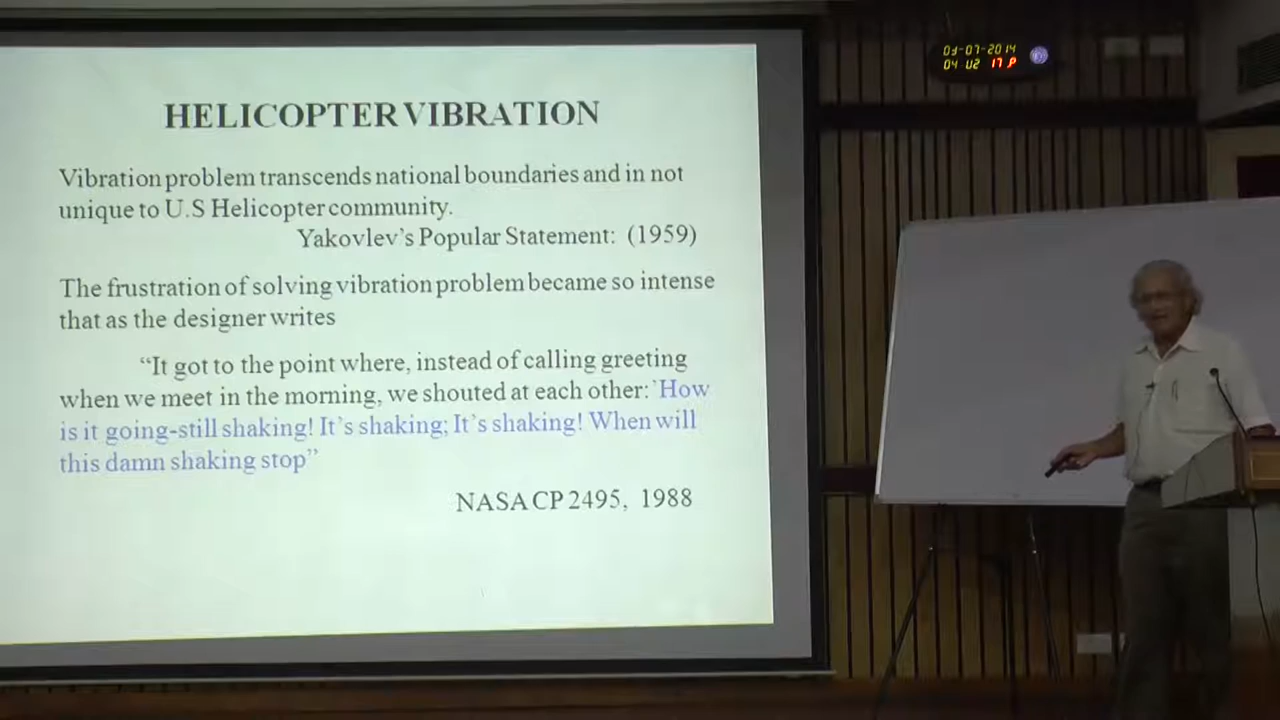 HELICOPTER VIBRATION
Vibration problem transcends national boundaries and in not
unique to U.S Helicopter community.
Yakovlev's Popular Statement: (1959)
The frustration of solving vibration problem became so intense
that as the designer writes
“It got to the point where, instead of calling greeting
when we meet in the morning, we shouted at each other: `How
is it going-still shaking! It's shaking; It's shaking! When will
this damn shaking stop”
NASA CP 2495, 1988
03-07-2014
04 02 17 P